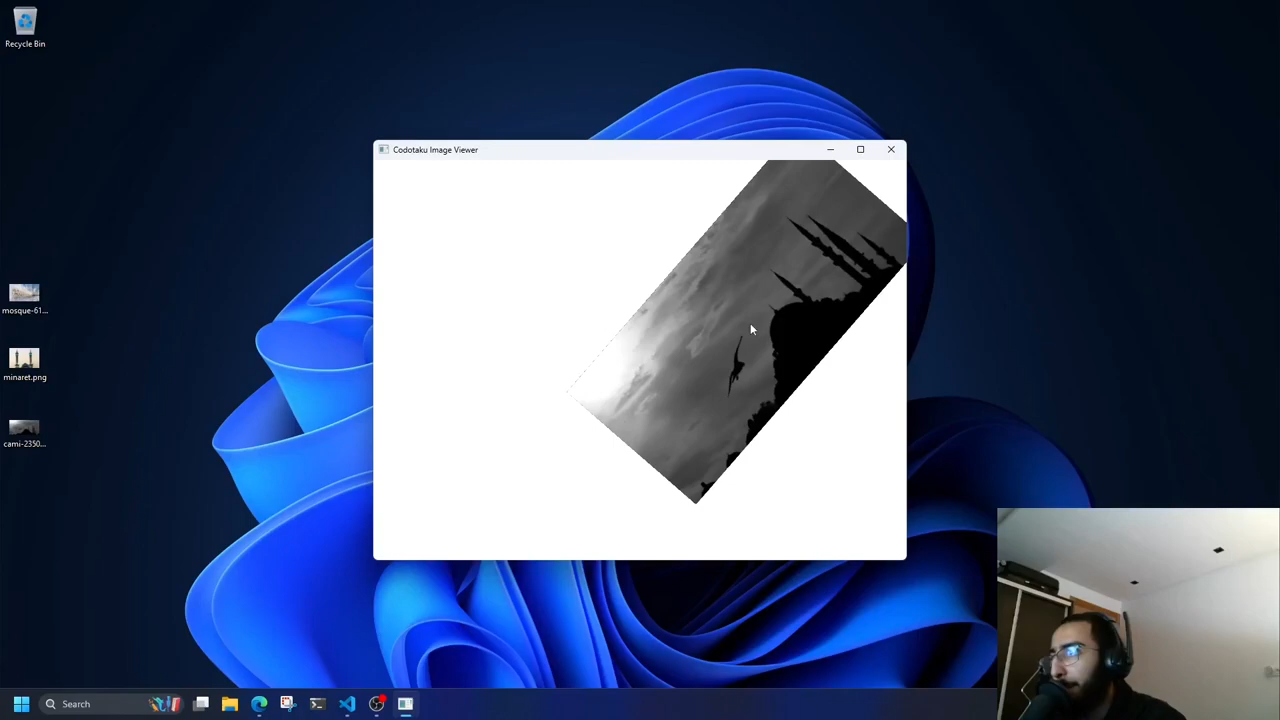 Recycle Bin
Codotaku Image Viewer
mosque-61...
minaret.png
cami-2350...
Search